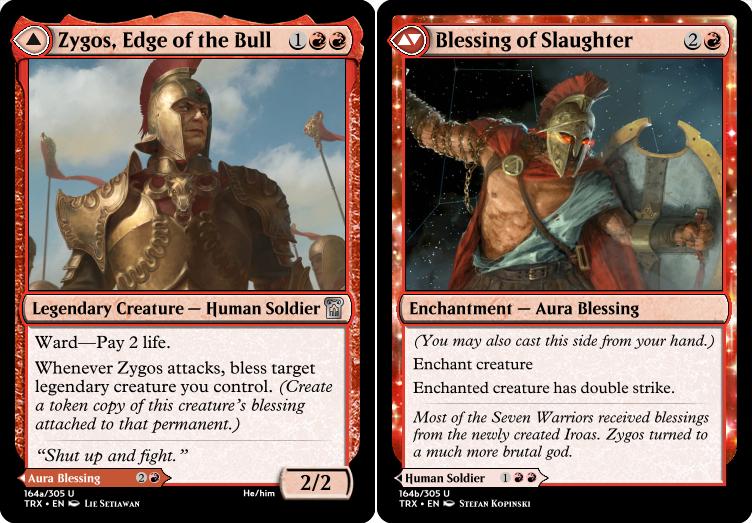 Zygos, Edge of the Bull 1
Legendary Creature — Human Soldier
Ward—Pay 2 life.
Whenever Zygos attacks, bless target
legendary creature you control. (Create
a token copy of this creature's blessing
attached to that permanent.)
"Shut up and fight."
Aura Blessing 2
2/2
164a/305 U
TRX • EN Lie Setiawan
He/him
Blessing of Slaughter 2
Enchantment — Aura Blessing
(You may also cast this side from your hand.)
Enchant creature
Enchanted creature has double strike.
Most of the Seven Warriors received blessings
from the newly created Iroas. Zygos turned to
a much more brutal god.
Human Soldier 1
164b/305 U
TRX • EN Stefan Kopinski